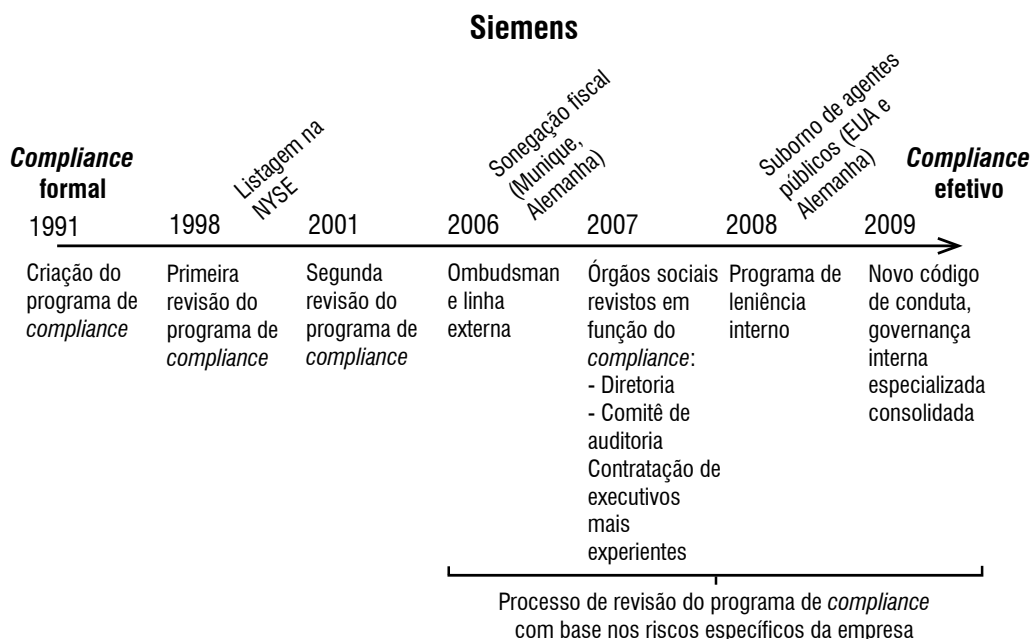 Siemens
Compliance
formal
Listagem na
NYSE
Sonegação fiscal
(Munique,
Alemanha)
Suborno de agentes
públicos (EUA e
Alemanha)
Compliance
efetivo
1991
1998
2001
2006
2007
2008
2009
Criação do
programa de
compliance
Primeira
revisão do
programa de
compliance
Segunda
revisão do
programa de
compliance
Ombudsman
e linha
externa
Órgãos sociais
revistos em
função do
compliance:
- Diretoria
- Comitê de
auditoria
Contratação de
executivos
mais
experientes
Programa de
leniência
interno
Novo código
de conduta,
governança
interna
especializada
consolidada
Processo de revisão do programa de compliance
com base nos riscos específicos da empresa